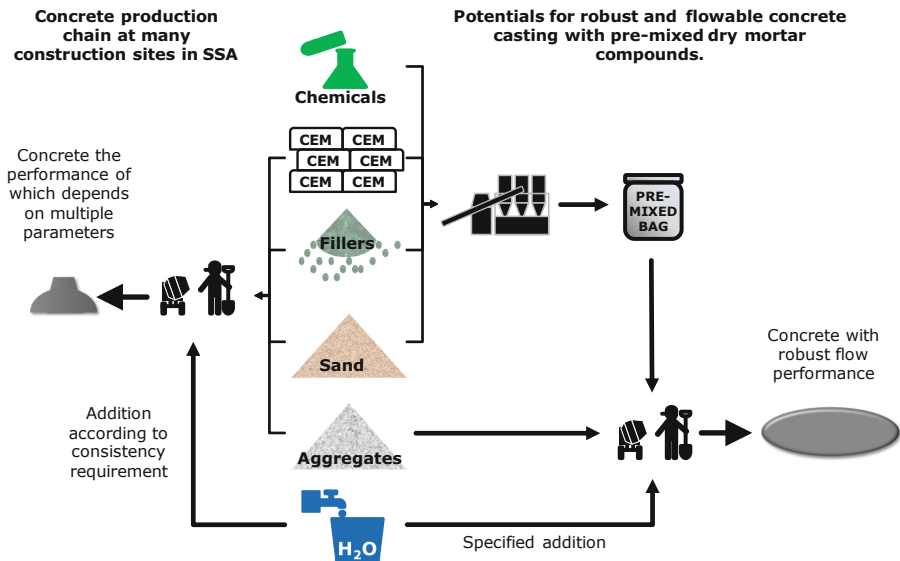 Concrete production
chain at many
construction sites in SSA
Potentials for robust and flowable concrete
casting with pre-mixed dry mortar
compounds.
Chemicals
CEM CEM
CEM CEM
CEM CEM
Concrete the
performance of
which depends
on multiple
parameters
Fillers
PRE-
MIXED
BAG
Sand
Concrete with
robust flow
performance
Addition
according to
consistency
requirement
Aggregates
H₂O
Specified addition